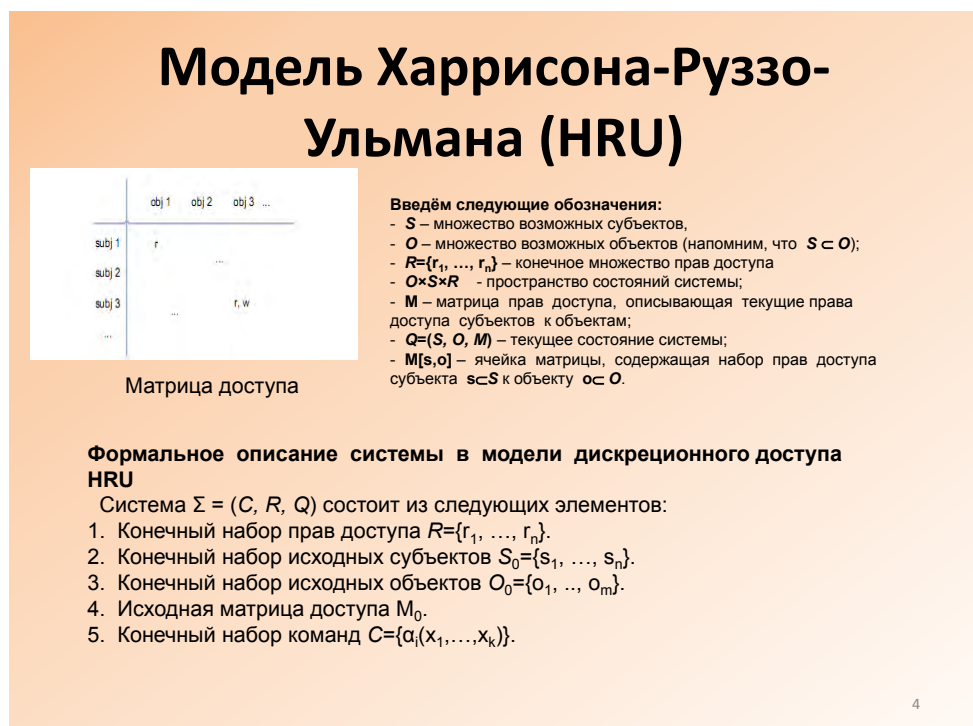 Модель Харрисона-Руззо-
Ульмана (HRU)
obj 1 obj 2 obj 3 ...
subj 1 r
...
subj 2
subj 3 r, w
...
...
Матрица доступа
Введём следующие обозначения:
- S – множество возможных субъектов,
- O – множество возможных объектов (напомним, что S ⊂ O);
- R={r₁, …, rₙ} – конечное множество прав доступа
- O×S×R - пространство состояний системы;
- M – матрица прав доступа, описывающая текущие права
доступа субъектов к объектам;
- Q=(S, O, M) – текущее состояние системы;
- M[s,o] – ячейка матрицы, содержащая набор прав доступа
субъекта s⊂S к объекту o⊂ O.
Формальное описание системы в модели дискреционного доступа
HRU
Система Σ = (C, R, Q) состоит из следующих элементов:
1. Конечный набор прав доступа R={r₁, …, rₙ}.
2. Конечный набор исходных субъектов S₀={s₁, …, sₙ}.
3. Конечный набор исходных объектов O₀={o₁, .., oₘ}.
4. Исходная матрица доступа M₀.
5. Конечный набор команд C={αᵢ(x₁,…,xₖ)}.
4